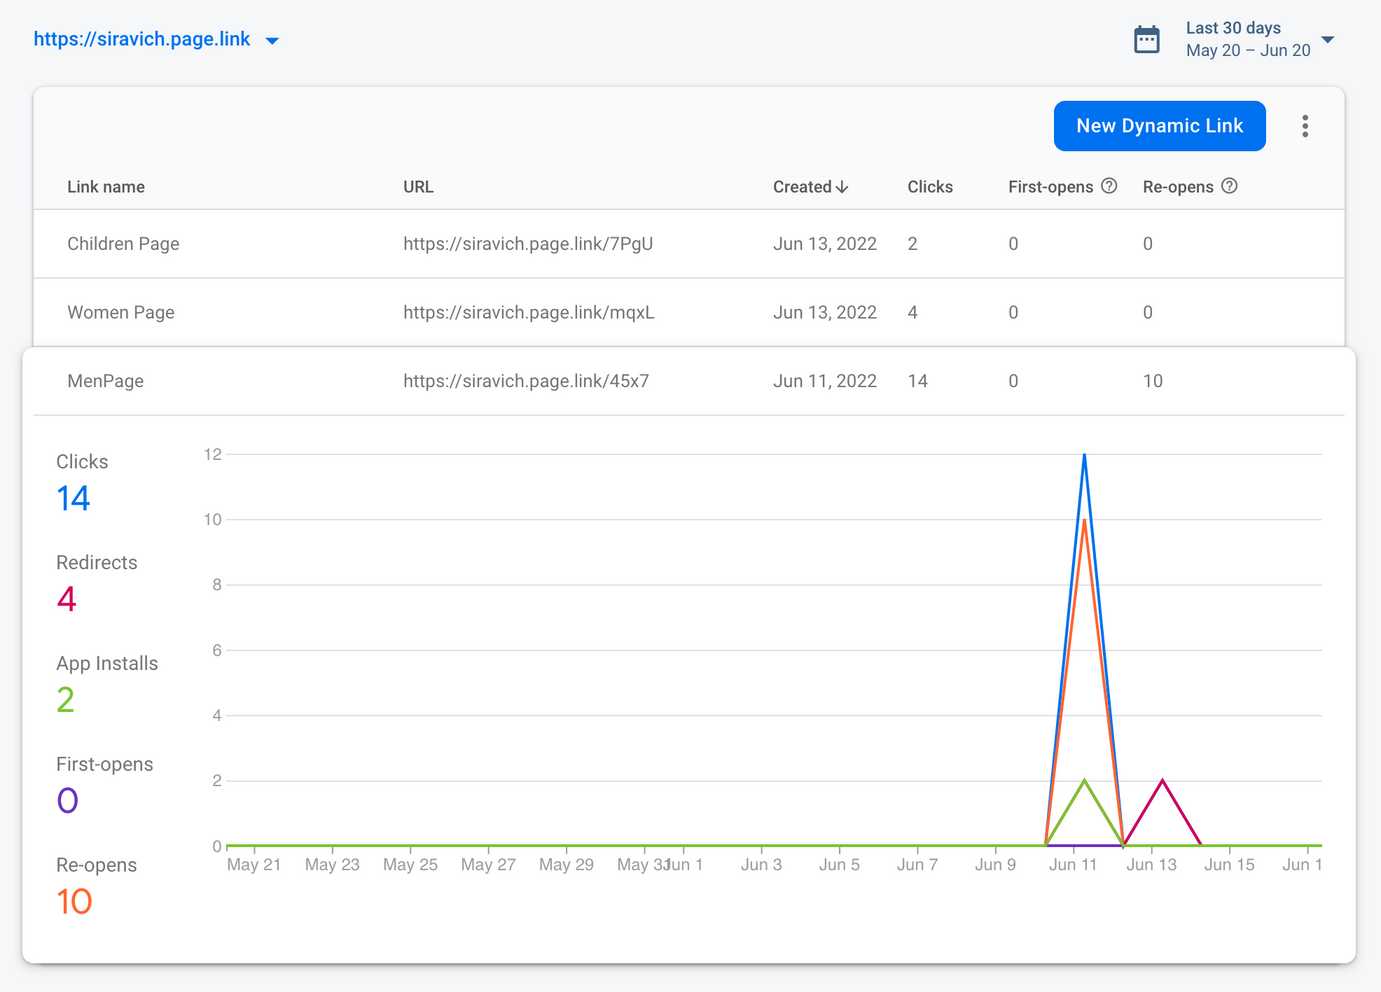 https://siravich.page.link
Last 30 days
May 20 – Jun 20
New Dynamic Link
Link name URL Created Clicks First-opens Re-opens
Children Page https://siravich.page.link/7PgU Jun 13, 2022 2 0 0
Women Page https://siravich.page.link/mqxL Jun 13, 2022 4 0 0
MenPage https://siravich.page.link/45x7 Jun 11, 2022 14 0 10
Clicks
14
Redirects
4
App Installs
2
First-opens
0
Re-opens
10
12
10
8
6
4
2
0
May 21 May 23 May 25 May 27 May 29 May 31 Jun 1 Jun 3 Jun 5 Jun 7 Jun 9 Jun 11 Jun 13 Jun 15 Jun 1